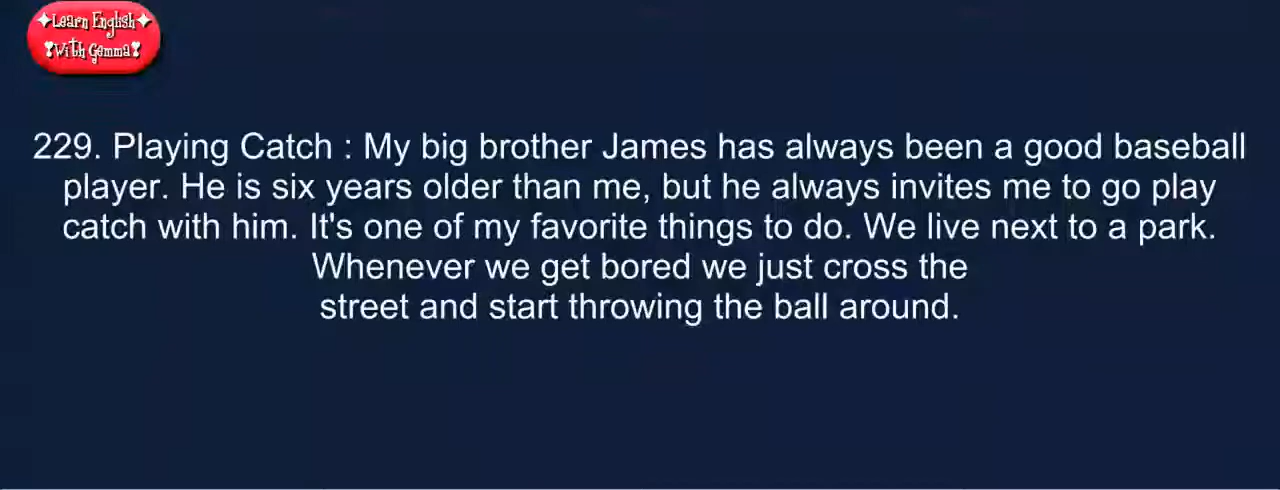 ✦Learn English✦
❣With Gemma❣
229. Playing Catch : My big brother James has always been a good baseball
player. He is six years older than me, but he always invites me to go play
catch with him. It's one of my favorite things to do. We live next to a park.
Whenever we get bored we just cross the
street and start throwing the ball around.